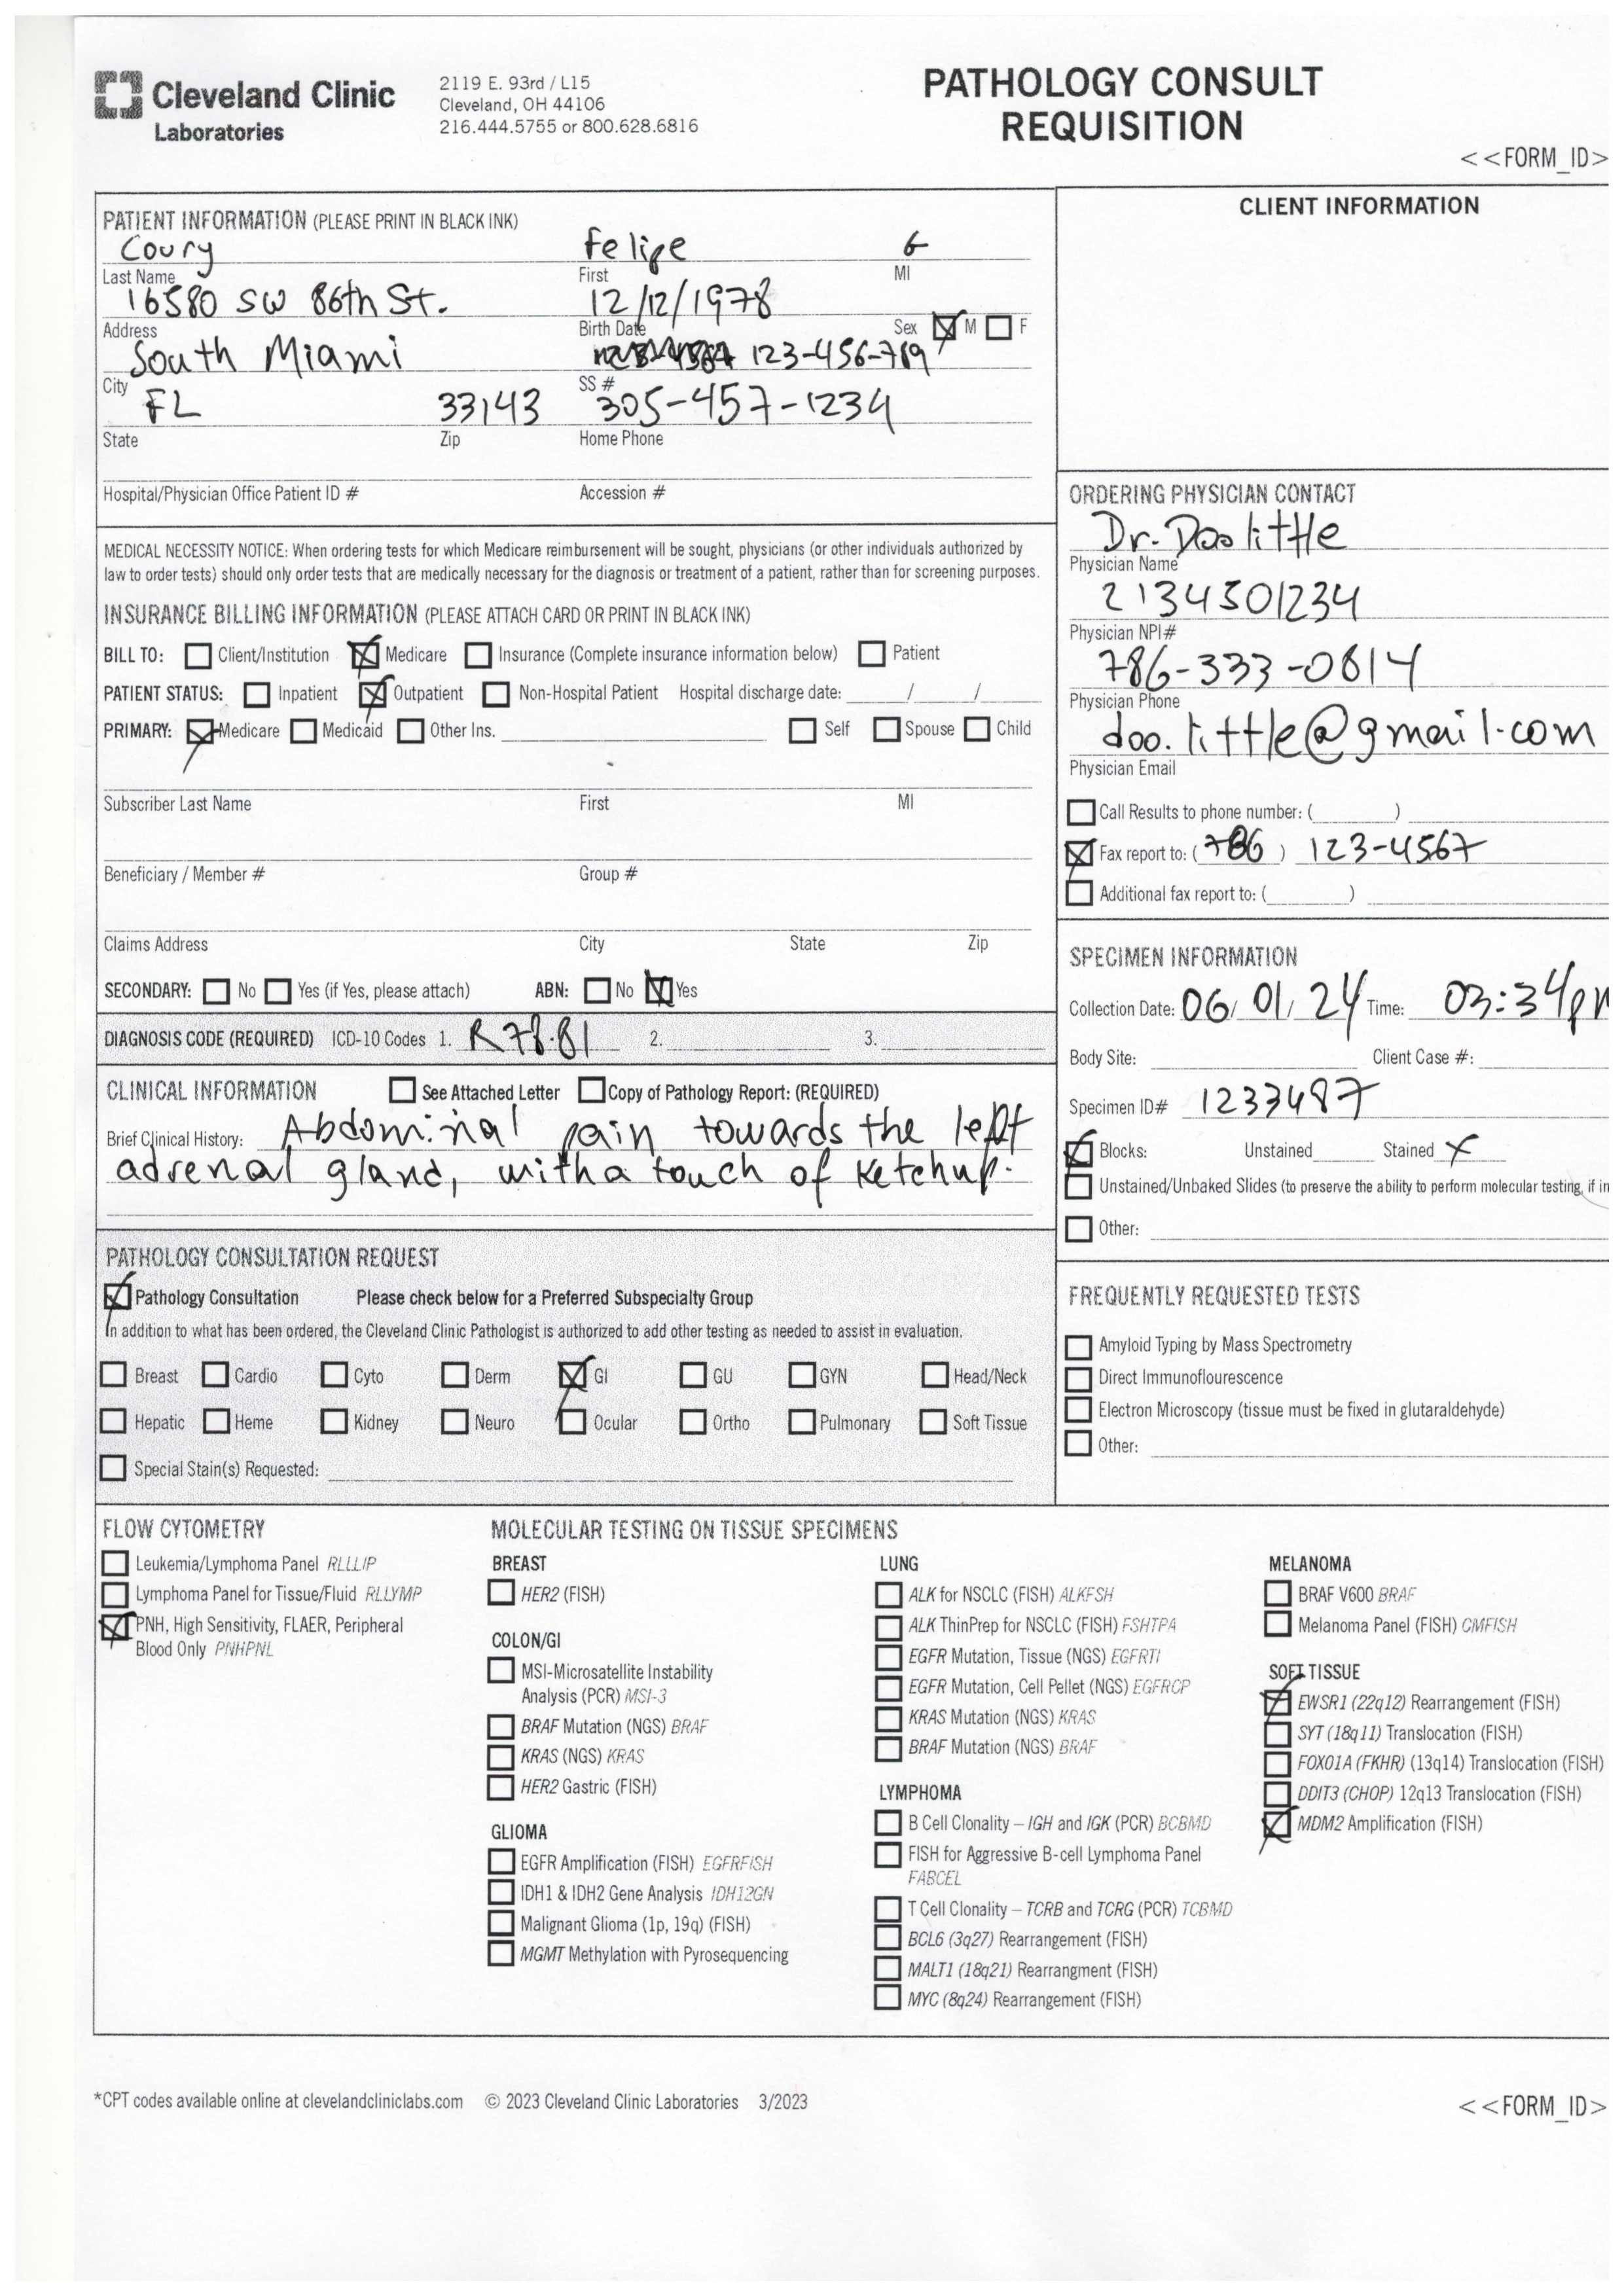 Cleveland Clinic
Laboratories
2119 E. 93rd / L15
Cleveland, OH 44106
216.444.5755 or 800.628.6816
PATHOLOGY CONSULT
REQUISITION
<<FORM_ID>
PATIENT INFORMATION (PLEASE PRINT IN BLACK INK)
Coury Felipe G
Last Name First MI
16580 SW 86th St. 12/12/1978
Address Birth Date Sex M F
South Miami 123-456-789
City SS #
FL 33143 305-457-1234
State Zip Home Phone
Hospital/Physician Office Patient ID # Accession #
MEDICAL NECESSITY NOTICE: When ordering tests for which Medicare reimbursement will be sought, physicians (or other individuals authorized by
law to order tests) should only order tests that are medically necessary for the diagnosis or treatment of a patient, rather than for screening purposes.
INSURANCE BILLING INFORMATION (PLEASE ATTACH CARD OR PRINT IN BLACK INK)
BILL TO: Client/Institution Medicare Insurance (Complete insurance information below) Patient
PATIENT STATUS: Inpatient Outpatient Non-Hospital Patient Hospital discharge date: / /
PRIMARY: Medicare Medicaid Other Ins. Self Spouse Child
Subscriber Last Name First MI
Beneficiary / Member # Group #
Claims Address City State Zip
SECONDARY: No Yes (if Yes, please attach) ABN: No Yes
DIAGNOSIS CODE (REQUIRED) ICD-10 Codes 1. R78.81 2. 3.
CLINICAL INFORMATION See Attached Letter Copy of Pathology Report: (REQUIRED)
Brief Clinical History: Abdominal pain towards the left
adrenal gland, with a touch of Ketchup.
PATHOLOGY CONSULTATION REQUEST
Pathology Consultation Please check below for a Preferred Subspecialty Group
In addition to what has been ordered, the Cleveland Clinic Pathologist is authorized to add other testing as needed to assist in evaluation.
Breast Cardio Cyto Derm GI GU GYN Head/Neck
Hepatic Heme Kidney Neuro Ocular Ortho Pulmonary Soft Tissue
Special Stain(s) Requested:
CLIENT INFORMATION
ORDERING PHYSICIAN CONTACT
Dr. Doolittle
Physician Name
2134501234
Physician NPI#
786-333-0814
Physician Phone
doo.little@gmail.com
Physician Email
Call Results to phone number: ( )
Fax report to: (786) 123-4567
Additional fax report to: ( )
SPECIMEN INFORMATION
Collection Date: 06/01/24 Time: 03:34pm
Body Site: Client Case #:
Specimen ID# 1233487
Blocks: Unstained Stained X
Unstained/Unbaked Slides (to preserve the ability to perform molecular testing, if in
Other:
FREQUENTLY REQUESTED TESTS
Amyloid Typing by Mass Spectrometry
Direct Immunoflourescence
Electron Microscopy (tissue must be fixed in glutaraldehyde)
Other:
FLOW CYTOMETRY
Leukemia/Lymphoma Panel RLLLIP
Lymphoma Panel for Tissue/Fluid RLLYMP
PNH, High Sensitivity, FLAER, Peripheral
Blood Only PNHPNL
MOLECULAR TESTING ON TISSUE SPECIMENS
BREAST
HER2 (FISH)
COLON/GI
MSI-Microsatellite Instability
Analysis (PCR) MSI-3
BRAF Mutation (NGS) BRAF
KRAS (NGS) KRAS
HER2 Gastric (FISH)
GLIOMA
EGFR Amplification (FISH) EGFRFISH
IDH1 & IDH2 Gene Analysis IDH12GN
Malignant Glioma (1p, 19q) (FISH)
MGMT Methylation with Pyrosequencing
LUNG
ALK for NSCLC (FISH) ALKFSH
ALK ThinPrep for NSCLC (FISH) FSHTPA
EGFR Mutation, Tissue (NGS) EGFRTI
EGFR Mutation, Cell Pellet (NGS) EGFRCP
KRAS Mutation (NGS) KRAS
BRAF Mutation (NGS) BRAF
LYMPHOMA
B Cell Clonality – IGH and IGK (PCR) BCBMD
FISH for Aggressive B-cell Lymphoma Panel
FABCEL
T Cell Clonality – TCRB and TCRG (PCR) TCBMD
BCL6 (3q27) Rearrangement (FISH)
MALT1 (18q21) Rearrangment (FISH)
MYC (8q24) Rearrangement (FISH)
MELANOMA
BRAF V600 BRAF
Melanoma Panel (FISH) CMFISH
SOFT TISSUE
EWSR1 (22q12) Rearrangement (FISH)
SYT (18q11) Translocation (FISH)
FOXO1A (FKHR) (13q14) Translocation (FISH)
DDIT3 (CHOP) 12q13 Translocation (FISH)
MDM2 Amplification (FISH)
*CPT codes available online at clevelandcliniclabs.com © 2023 Cleveland Clinic Laboratories 3/2023
<<FORM_ID>